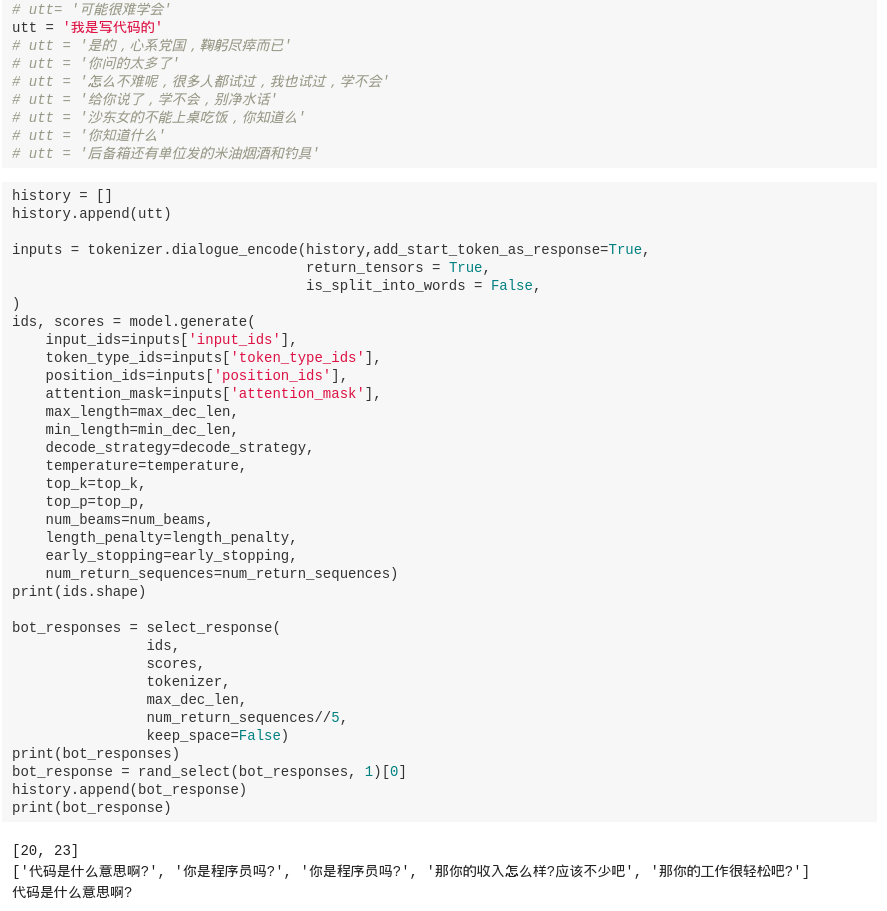 # utt= '可能很难学会'
utt = '我是写代码的'
# utt = '是的，心系党国，鞠躬尽瘁而已'
# utt = '你问的太多了'
# utt = '怎么不难呢，很多人都试过，我也试过，学不会'
# utt = '给你说了，学不会，别净水话'
# utt = '沙东女的不能上桌吃饭，你知道么'
# utt = '你知道什么'
# utt = '后备箱还有单位发的米油烟酒和钓具'
history = []
history.append(utt)
inputs = tokenizer.dialogue_encode(history,add_start_token_as_response=True,
return_tensors = True,
is_split_into_words = False,
)
ids, scores = model.generate(
input_ids=inputs['input_ids'],
token_type_ids=inputs['token_type_ids'],
position_ids=inputs['position_ids'],
attention_mask=inputs['attention_mask'],
max_length=max_dec_len,
min_length=min_dec_len,
decode_strategy=decode_strategy,
temperature=temperature,
top_k=top_k,
top_p=top_p,
num_beams=num_beams,
length_penalty=length_penalty,
early_stopping=early_stopping,
num_return_sequences=num_return_sequences)
print(ids.shape)
bot_responses = select_response(
ids,
scores,
tokenizer,
max_dec_len,
num_return_sequences//5,
keep_space=False)
print(bot_responses)
bot_response = rand_select(bot_responses, 1)[0]
history.append(bot_response)
print(bot_response)
[20, 23]
['代码是什么意思啊?', '你是程序员吗?', '你是程序员吗?', '那你的收入怎么样?应该不少吧', '那你的工作很轻松吧?']
代码是什么意思啊?